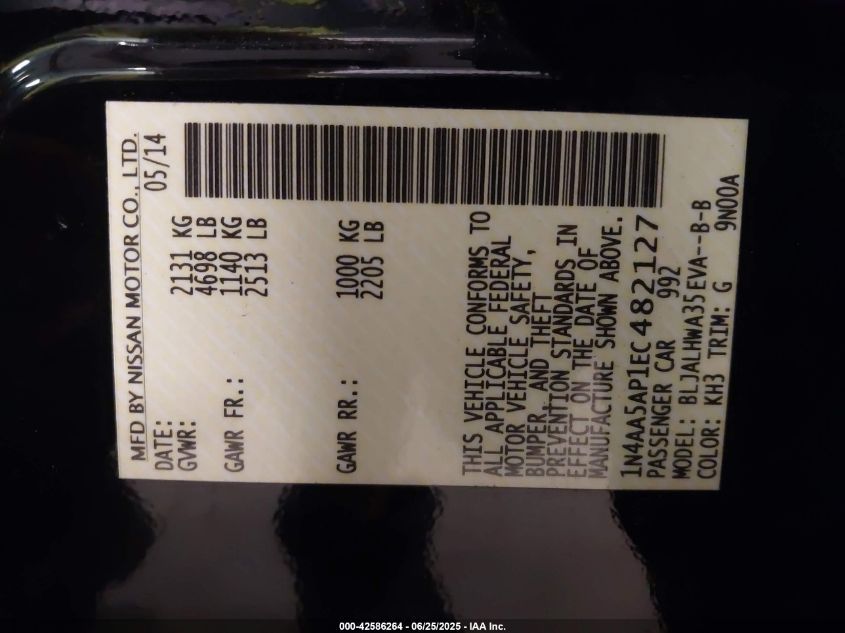 MFD BY NISSAN MOTOR CO., LTD.
DATE: 05/14
GVWR: 2131 KG
4698 LB
GAWR FR.: 1140 KG
2513 LB
GAWR RR.: 1000 KG
2205 LB
THIS VEHICLE CONFORMS TO
ALL APPLICABLE FEDERAL
MOTOR VEHICLE SAFETY,
BUMPER, AND THEFT
PREVENTION STANDARDS IN
EFFECT ON THE DATE OF
MANUFACTURE SHOWN ABOVE.
1N4AA5AP1EC482127
PASSENGER CAR 992
MODEL: BLJALHWA35EVA--B-B
COLOR: KH3 TRIM: G 9N00A
000-42586264 - 06/25/2025 - IAA Inc.